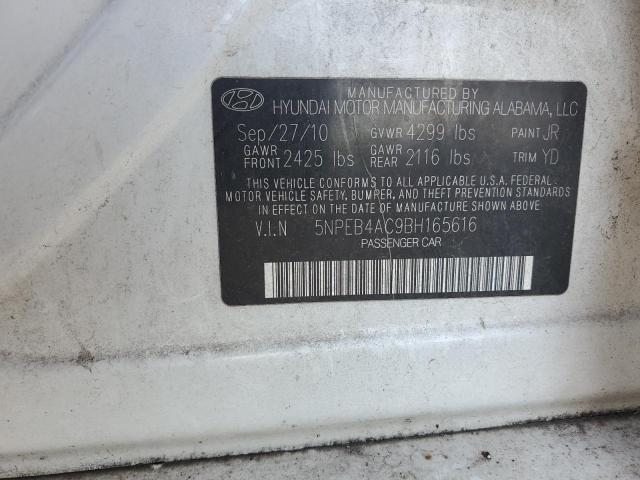 MANUFACTURED BY
HYUNDAI MOTOR MANUFACTURING ALABAMA, LLC
Sep/27/10 GVWR 4299 lbs PAINT JR
GAWR FRONT 2425 lbs GAWR REAR 2116 lbs TRIM YD
THIS VEHICLE CONFORMS TO ALL APPLICABLE U.S.A. FEDERAL
MOTOR VEHICLE SAFETY, BUMPER, AND THEFT PREVENTION STANDARDS
IN EFFECT ON THE DATE OF MANUFACTURE SHOWN ABOVE.
V.I.N 5NPEB4AC9BH165616
PASSENGER CAR